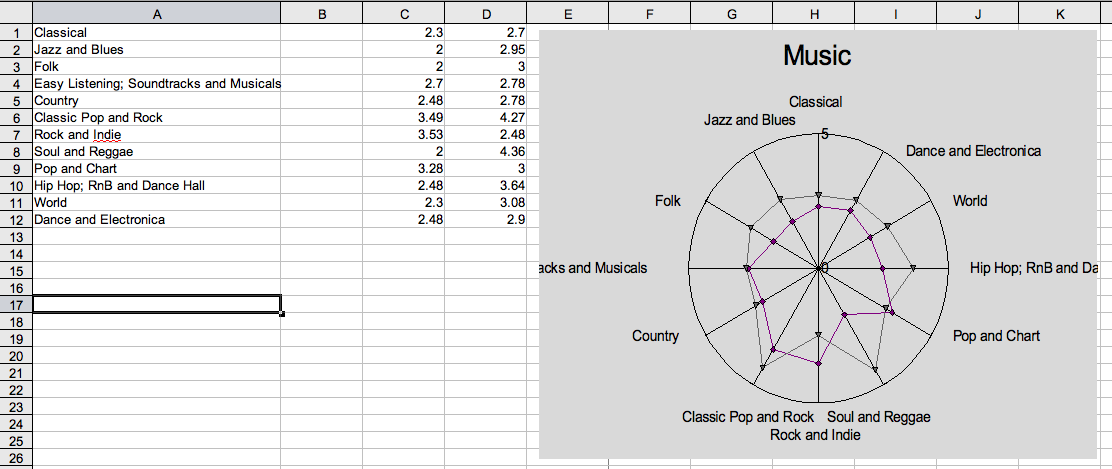 A B C D E F G H I J K
1 Classical 2.3 2.7
2 Jazz and Blues 2 2.95
3 Folk 2 3
4 Easy Listening; Soundtracks and Musicals 2.7 2.78
5 Country 2.48 2.78
6 Classic Pop and Rock 3.49 4.27
7 Rock and Indie 3.53 2.48
8 Soul and Reggae 2 4.36
9 Pop and Chart 3.28 3
10 Hip Hop; RnB and Dance Hall 2.48 3.64
11 World 2.3 3.08
12 Dance and Electronica 2.48 2.9
13
14
15
16
17
18
19
20
21
22
23
24
25
26
Music
Classical
Jazz and Blues
5
Dance and Electronica
Folk
World
acks and Musicals
0
Hip Hop; RnB and Da
Country
Pop and Chart
Classic Pop and Rock
Soul and Reggae
Rock and Indie